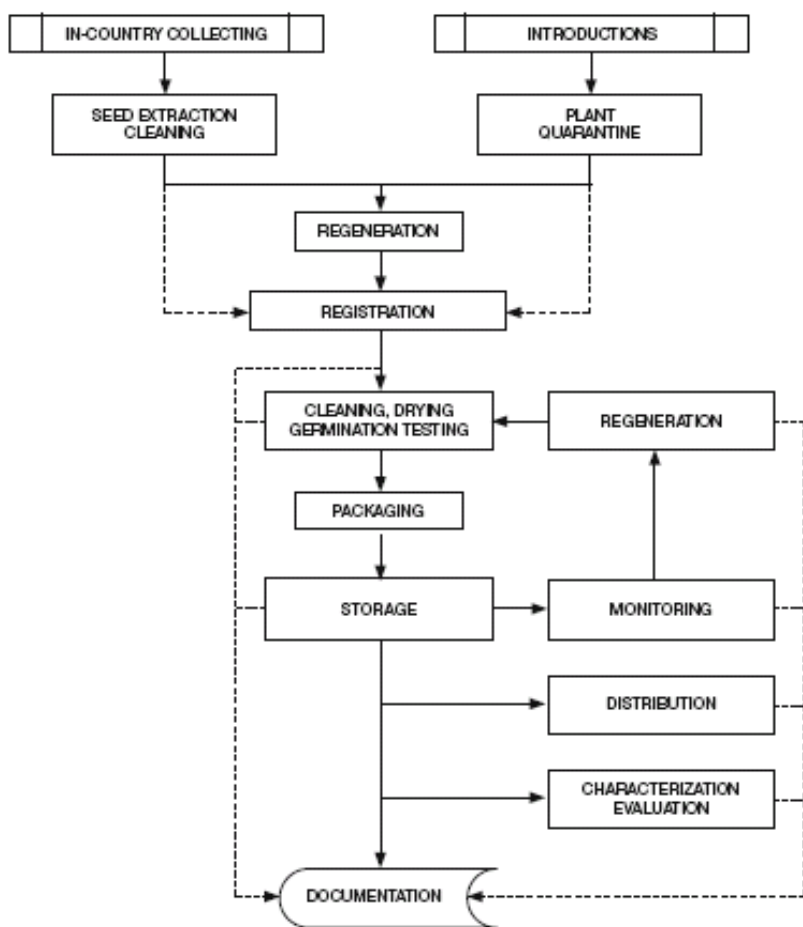 IN-COUNTRY COLLECTING
INTRODUCTIONS
SEED EXTRACTION
CLEANING
PLANT
QUARANTINE
REGENERATION
REGISTRATION
CLEANING, DRYING
GERMINATION TESTING
REGENERATION
PACKAGING
STORAGE
MONITORING
DISTRIBUTION
CHARACTERIZATION
EVALUATION
DOCUMENTATION